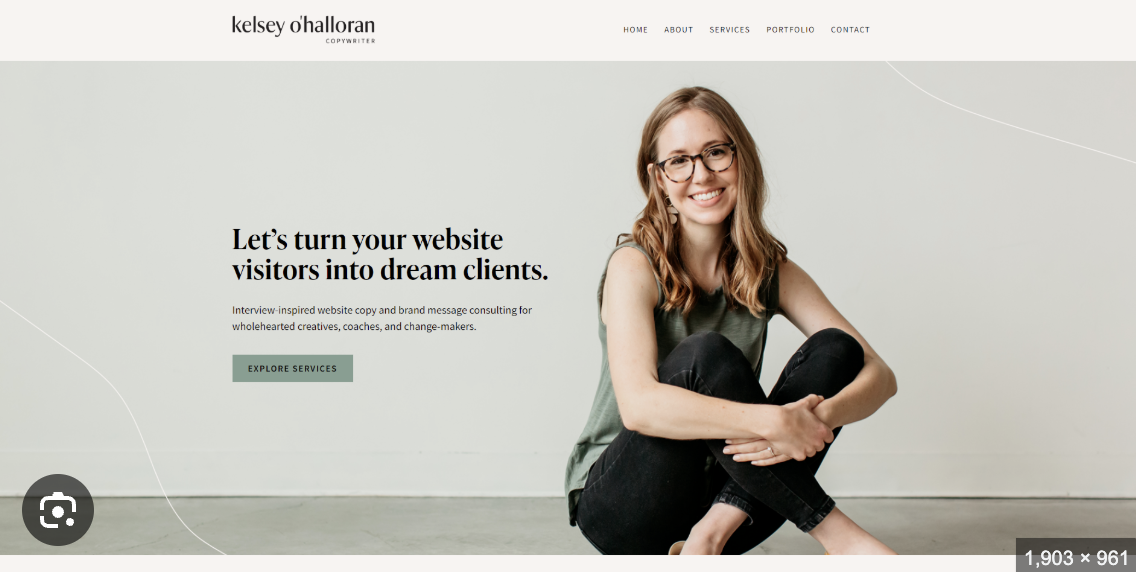 kelsey o'halloran
COPYWRITER
HOME ABOUT SERVICES PORTFOLIO CONTACT
Let's turn your website
visitors into dream clients.
Interview-inspired website copy and brand message consulting for
wholehearted creatives, coaches, and change-makers.
EXPLORE SERVICES
1,903 × 961